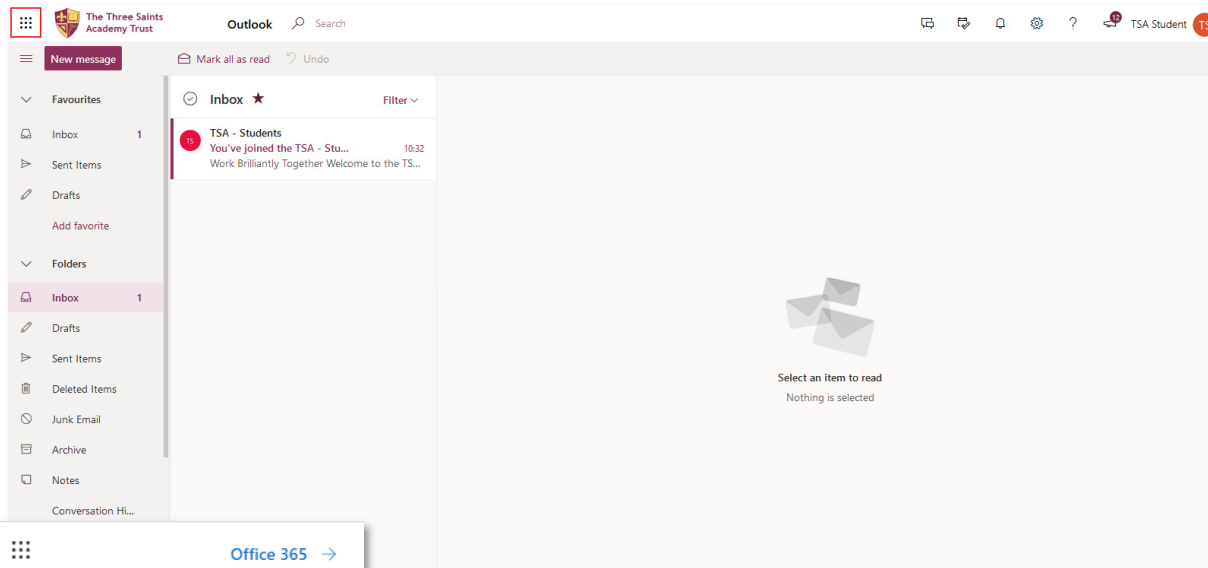 The Three Saints
Academy Trust
Outlook
Search
?
12
TSA Student
TS
New message
Mark all as read
Undo
Favourites
Inbox 1
Sent Items
Drafts
Add favorite
Folders
Inbox 1
Drafts
Sent Items
Deleted Items
Junk Email
Archive
Notes
Conversation Hi...
Inbox ★
Filter
TS
TSA - Students
You've joined the TSA - Stu... 10:32
Work Brilliantly Together Welcome to the TS...
Select an item to read
Nothing is selected
Office 365 →